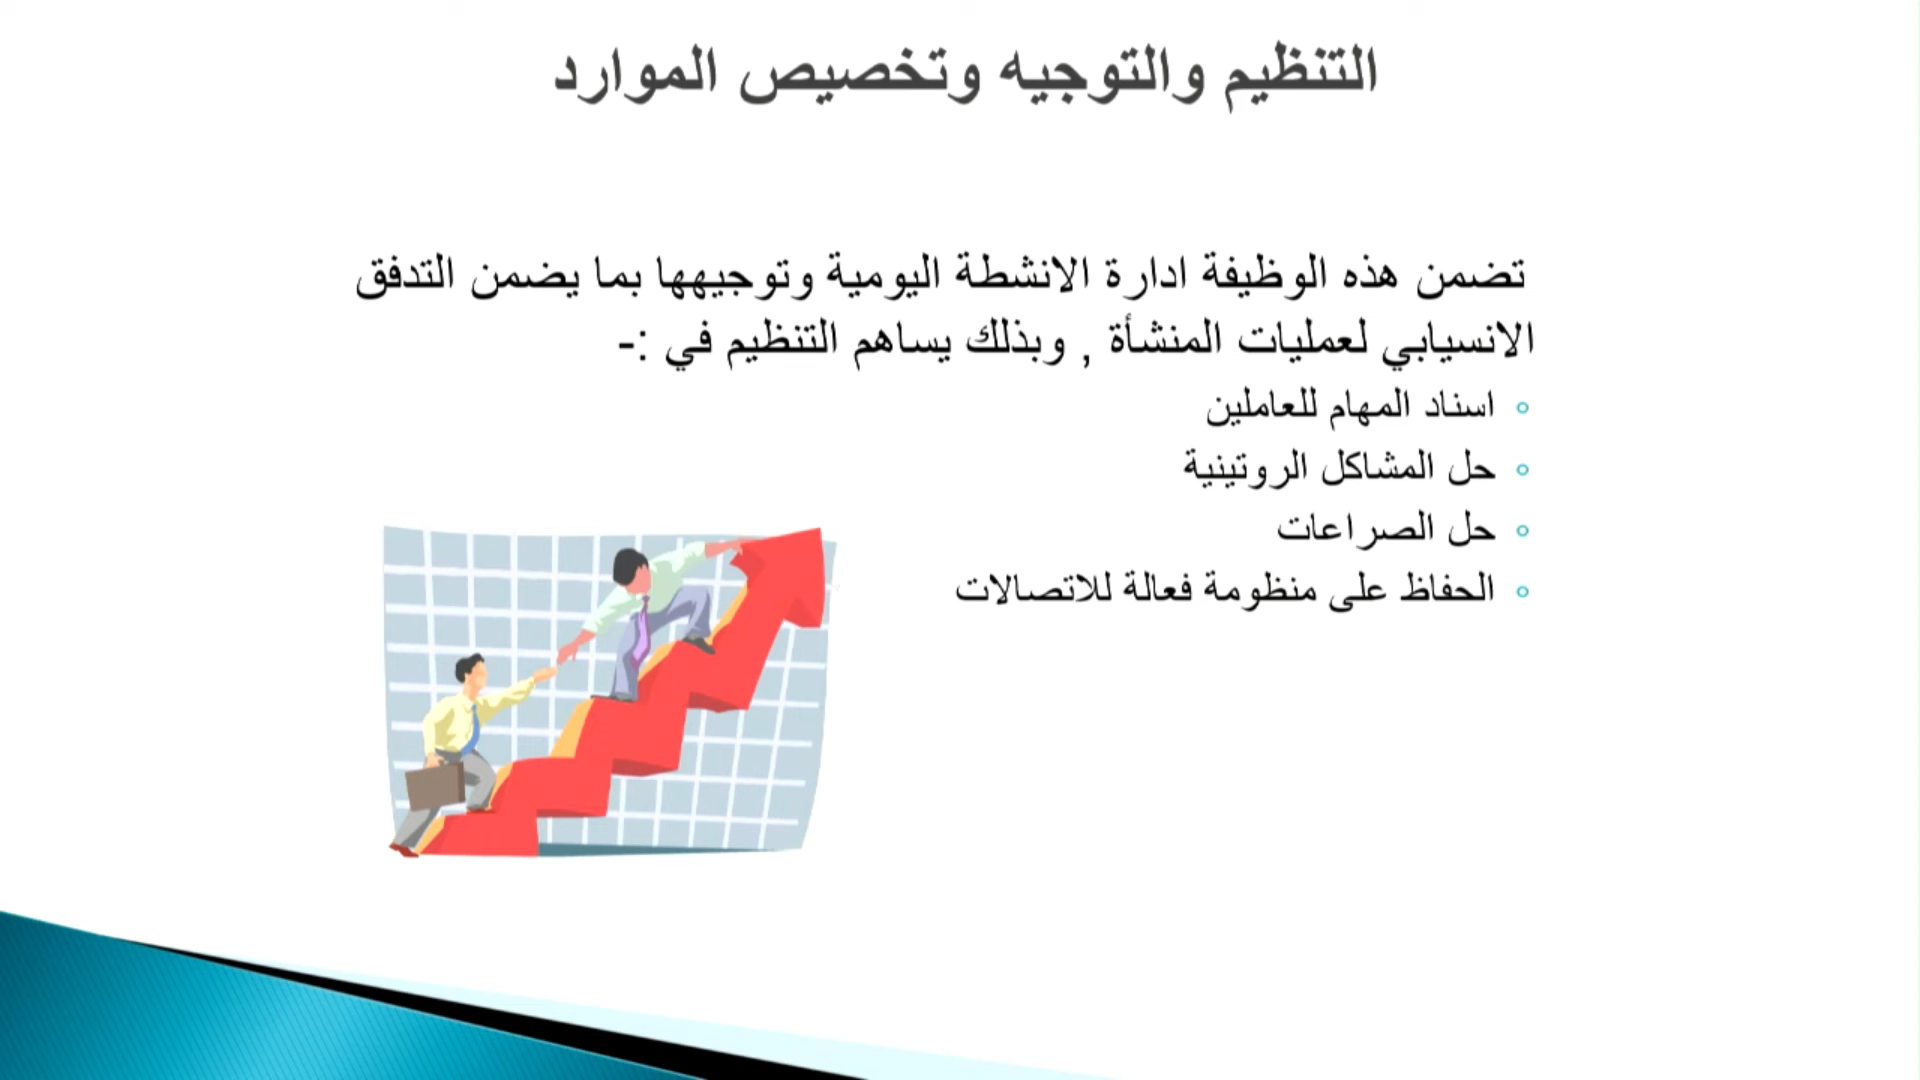 التنظيم والتوجيه وتخصيص الموارد
تضمن هذه الوظيفة ادارة الانشطة اليومية وتوجيهها بما يضمن التدفق
الانسيابي لعمليات المنشأة , وبذلك يساهم التنظيم في :-
اسناد المهام للعاملين
حل المشاكل الروتينية
حل الصراعات
الحفاظ على منظومة فعالة للاتصالات